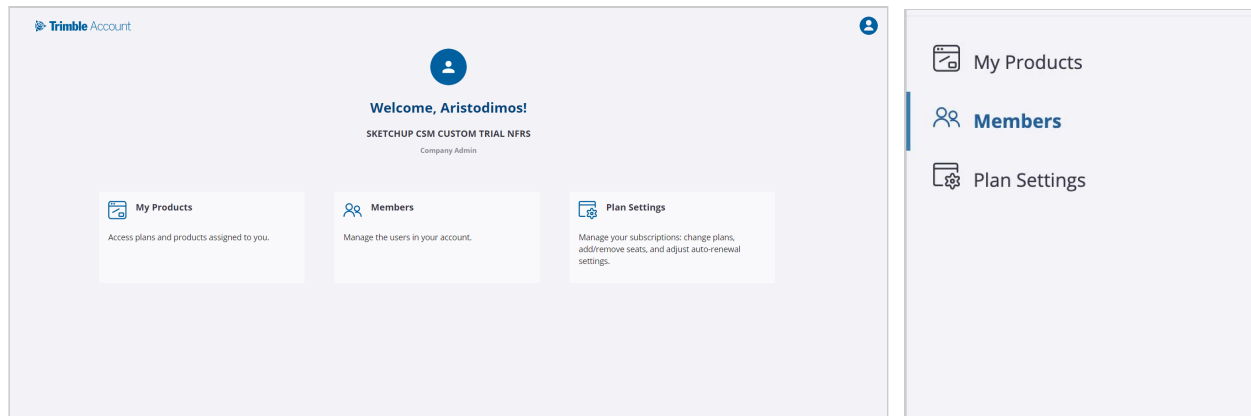 Trimble Account
Welcome, Aristodimos!
SKETCHUP CSM CUSTOM TRIAL NFRS
Company Admin
My Products
Access plans and products assigned to you.
Members
Manage the users in your account.
Plan Settings
Manage your subscriptions: change plans,
add/remove seats, and adjust auto-renewal
settings.
My Products
Members
Plan Settings